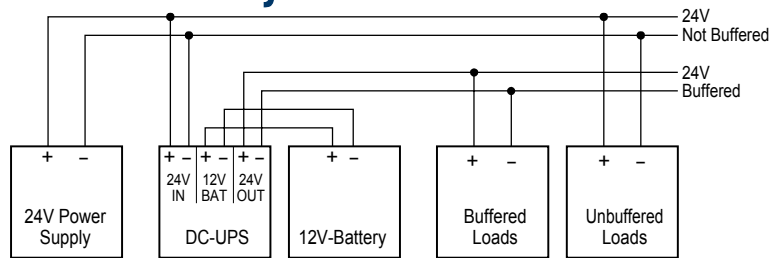 24V
Not Buffered
24V
Buffered
+ – + – + – + – + – + – + –
24V 12V 24V
IN BAT OUT
24V Power
Supply
DC-UPS
12V-Battery
Buffered
Loads
Unbuffered
Loads